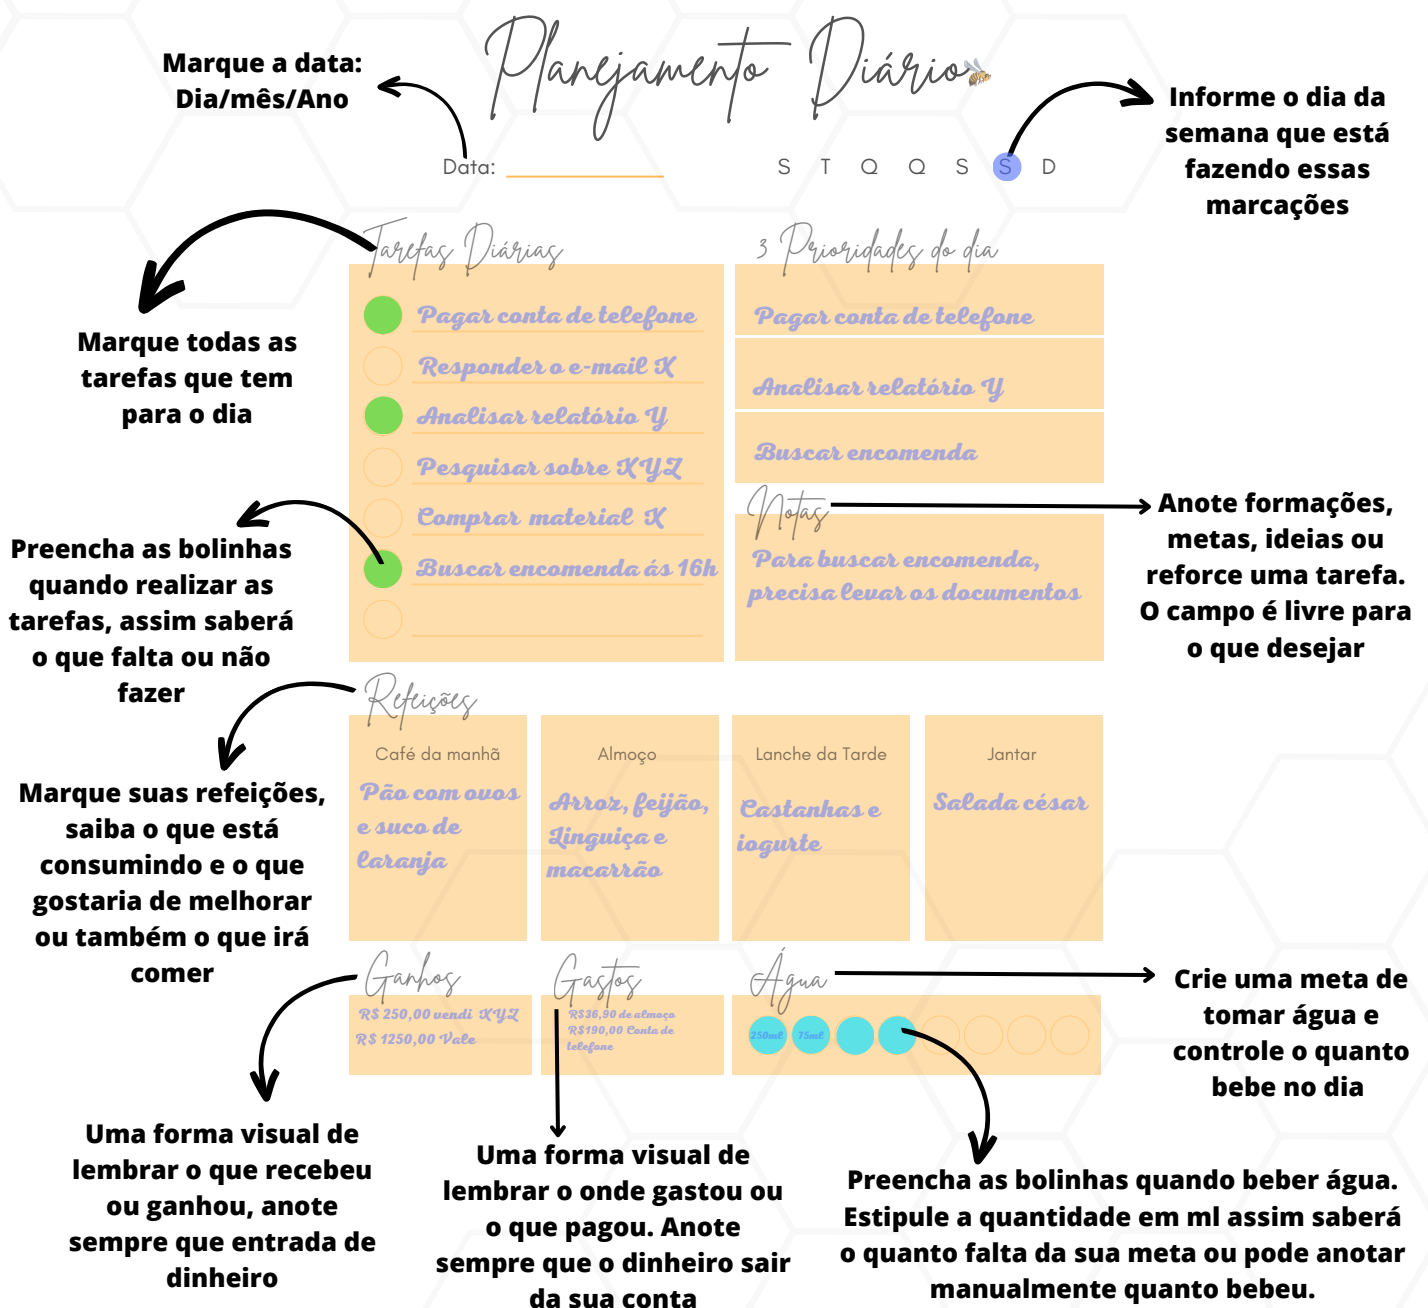 Planejamento Diário
Marque a data:
Dia/mês/Ano
Informe o dia da
semana que está
fazendo essas
marcações
Data:
S T Q Q S S D
Tarefas Diárias
Pagar conta de telefone
Responder o e-mail X
Analisar relatório Y
Pesquisar sobre XYZ
Comprar material X
Buscar encomenda ás 16h
3 Prioridades do dia
Pagar conta de telefone
Analisar relatório Y
Buscar encomenda
Notas
Para buscar encomenda,
precisa levar os documentos
Marque todas as
tarefas que tem
para o dia
Preencha as bolinhas
quando realizar as
tarefas, assim saberá
o que falta ou não
fazer
Anote formações,
metas, ideias ou
reforce uma tarefa.
O campo é livre para
o que desejar
Refeições
Café da manhã
Pão com ovos
e suco de
laranja
Almoço
Arroz, feijão,
Linguiça e
macarrão
Lanche da Tarde
Castanhas e
iogurte
Jantar
Salada césar
Marque suas refeições,
saiba o que está
consumindo e o que
gostaria de melhorar
ou também o que irá
comer
Ganhos
R$ 250,00 vendi XYZ
R$ 1250,00 Vale
Gastos
R$36,90 de almoço
R$190,00 Conta de
telefone
Água
250ml 75ml
Crie uma meta de
tomar água e
controle o quanto
bebe no dia
Uma forma visual de
lembrar o que recebeu
ou ganhou, anote
sempre que entrada de
dinheiro
Uma forma visual de
lembrar o onde gastou ou
o que pagou. Anote
sempre que o dinheiro sair
da sua conta
Preencha as bolinhas quando beber água.
Estipule a quantidade em ml assim saberá
o quanto falta da sua meta ou pode anotar
manualmente quanto bebeu.